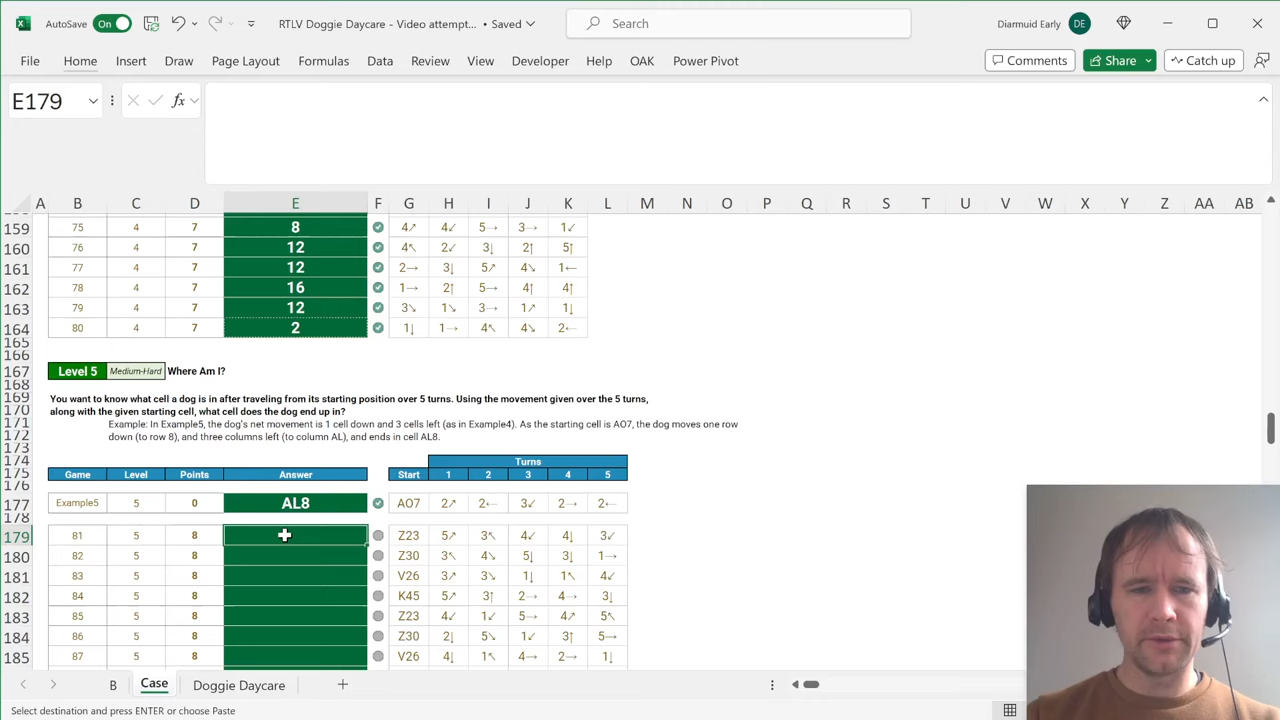 AutoSave On RTLV Doggie Daycare - Video attempt... • Saved Search Diarmuid Early DE
File Home Insert Draw Page Layout Formulas Data Review View Developer Help OAK Power Pivot Comments Share Catch up
E179 fx
A B C D E F G H I J K L M N O P Q R S T U V W X Y Z AA AB
159 75 4 7 8 4↗ 4↙ 5→ 3→ 1↙
160 76 4 7 12 4↖ 2↙ 3↓ 2↑ 5↑
161 77 4 7 12 2→ 3↓ 5↗ 4↘ 1←
162 78 4 7 16 1→ 2↑ 5→ 4↑ 4↑
163 79 4 7 12 3↘ 1↘ 3→ 1↗ 1↓
164 80 4 7 2 1↓ 1→ 4↖ 4↘ 2←
165
166
167 Level 5 Medium-Hard Where Am I?
168
169 You want to know what cell a dog is in after traveling from its starting position over 5 turns. Using the movement given over the 5 turns,
170 along with the given starting cell, what cell does the dog end up in?
171 Example: In Example5, the dog's net movement is 1 cell down and 3 cells left (as in Example4). As the starting cell is AO7, the dog moves one row
172 down (to row 8), and three columns left (to column AL), and ends in cell AL8.
173
174 Turns
175 Game Level Points Answer Start 1 2 3 4 5
176
177 Example5 5 0 AL8 AO7 2↗ 2← 3↙ 2→ 2←
178
179 81 5 8 Z23 5↗ 3↖ 4↙ 4↓ 3↙
180 82 5 8 Z30 3↖ 4↘ 5↓ 3↓ 1→
181 83 5 8 V26 3↗ 3↘ 1↓ 1↖ 4↙
182 84 5 8 K45 5↗ 3↑ 2→ 4→ 3↓
183 85 5 8 Z23 4↙ 1↙ 5→ 4↗ 5↖
184 86 5 8 Z30 2↓ 5↘ 1↙ 3↑ 5→
185 87 5 8 V26 4↓ 1↖ 4→ 2→ 1↓
B Case Doggie Daycare
Select destination and press ENTER or choose Paste